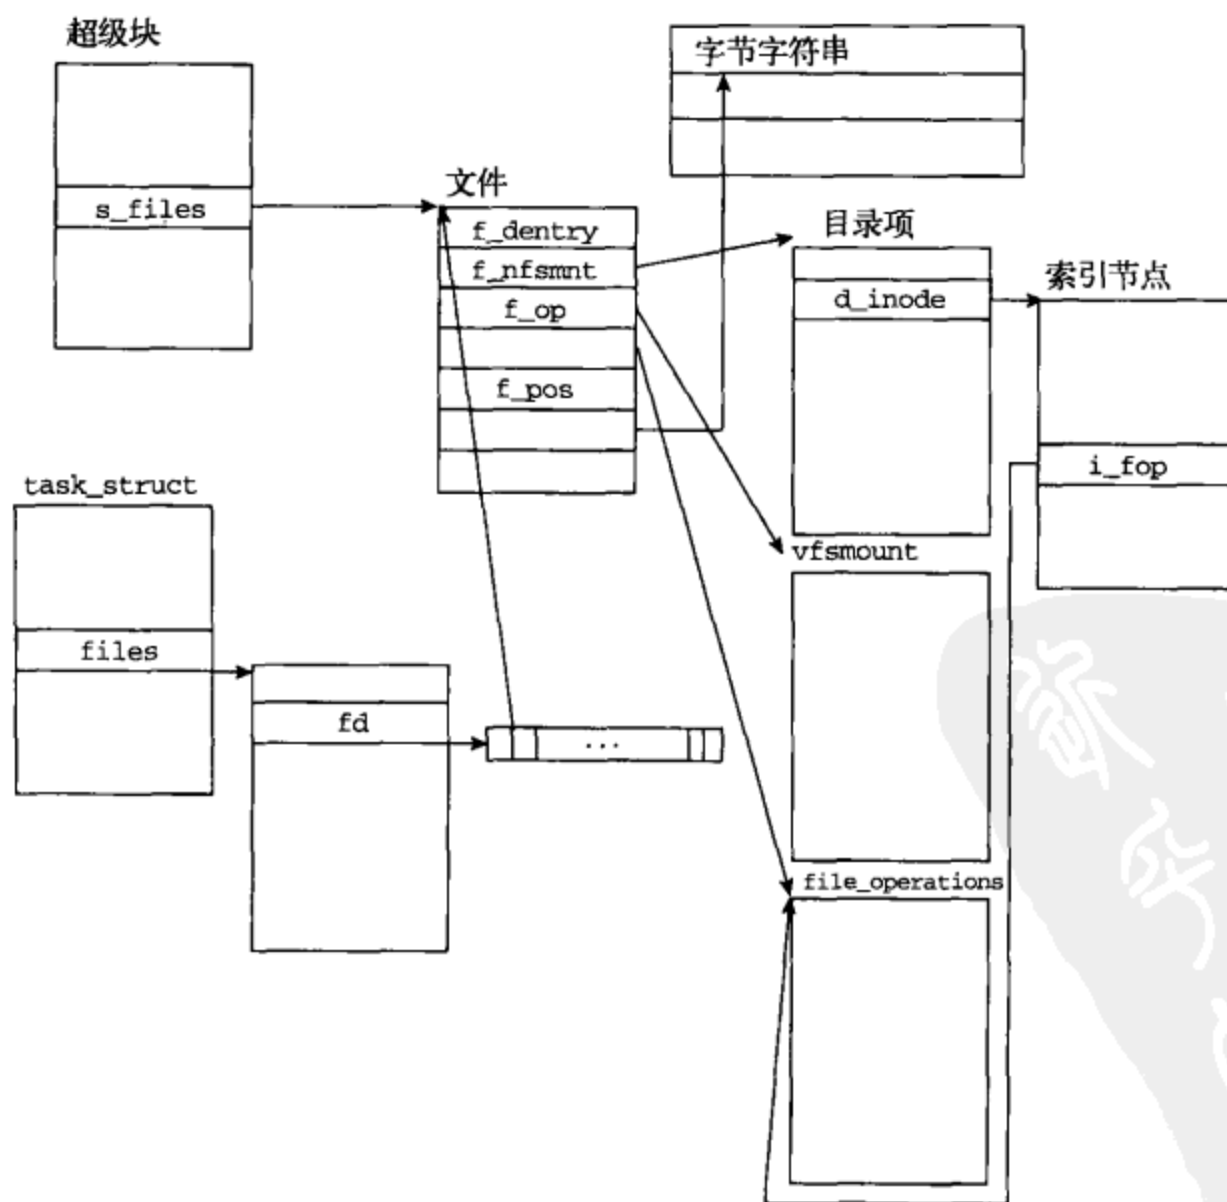 超级块
字节字符串
s_files
文件
f_dentry
f_nfsmnt
f_op
f_pos
目录项
d_inode
索引节点
i_fop
task_struct
files
fd
...
vfsmount
file_operations